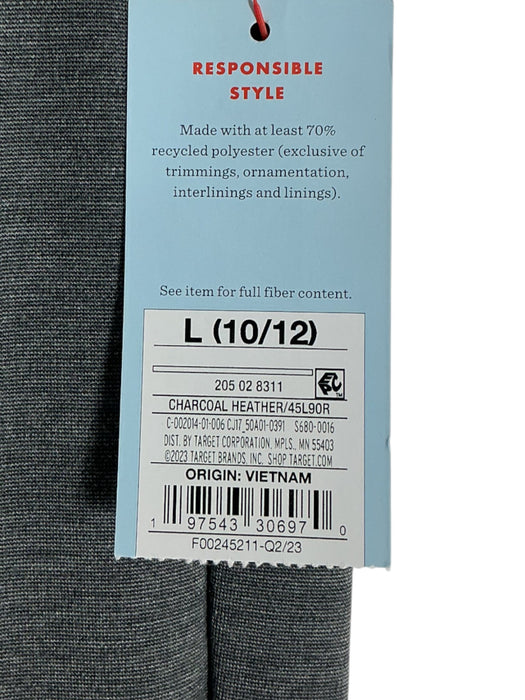 RESPONSIBLE
STYLE
Made with at least 70%
recycled polyester (exclusive of
trimmings, ornamentation,
interlinings and linings).
See item for full fiber content.
L (10/12)
205 02 8311
CHARCOAL HEATHER/45L90R
C-002014-01-006 CJ17_50A01-0391 S680-0016
DIST. BY TARGET CORPORATION, MPLS., MN 55403
©2023 TARGET BRANDS, INC. SHOP TARGET.COM
ORIGIN: VIETNAM
1 97543 30697 0
F00245211-Q2/23